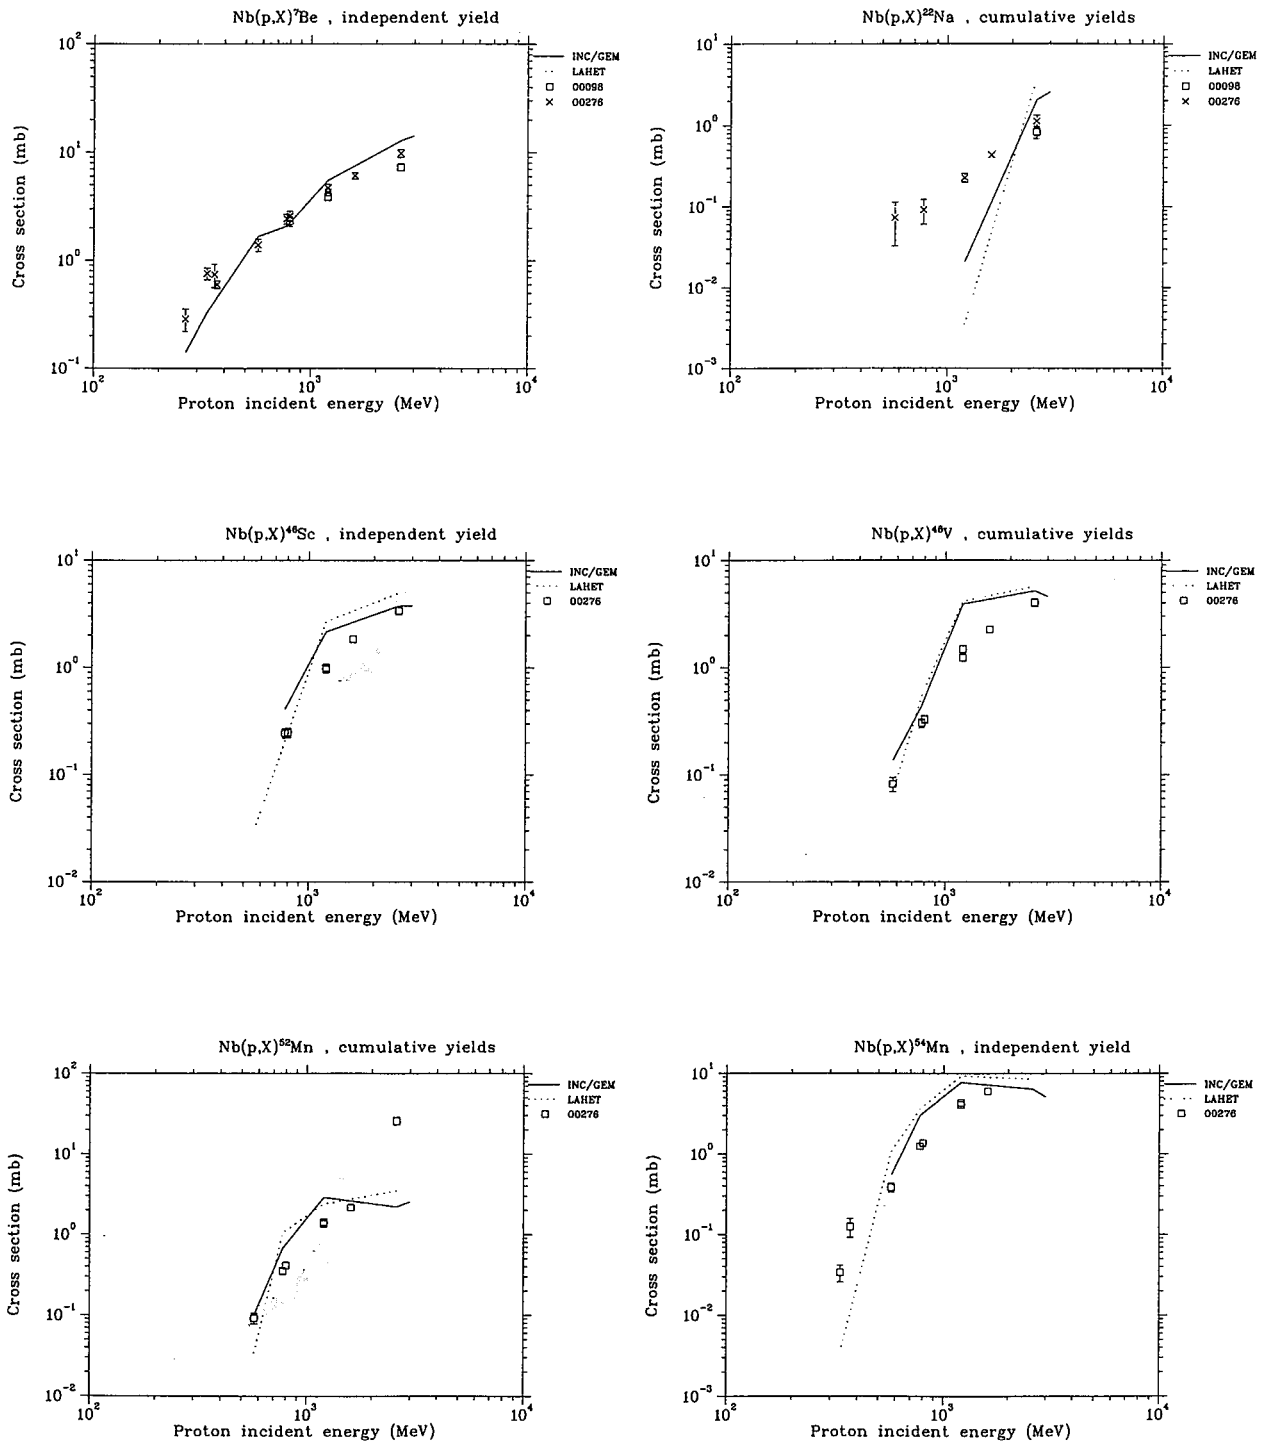 Nb(p,X)⁷Be , independent yield
10²
10¹
10⁰
10⁻¹
10²
10³
10⁴
Cross section (mb)
Proton incident energy (MeV)
INC/GEM
LAHET
00098
00276
Nb(p,X)²²Na , cumulative yields
10¹
10⁰
10⁻¹
10⁻²
10⁻³
10²
10³
10⁴
Cross section (mb)
Proton incident energy (MeV)
INC/GEM
LAHET
00098
00276
Nb(p,X)⁴⁶Sc , independent yield
10¹
10⁰
10⁻¹
10⁻²
10²
10³
10⁴
Cross section (mb)
Proton incident energy (MeV)
INC/GEM
LAHET
00276
Nb(p,X)⁴⁸V , cumulative yields
10¹
10⁰
10⁻¹
10⁻²
10²
10³
10⁴
Cross section (mb)
Proton incident energy (MeV)
INC/GEM
LAHET
00276
Nb(p,X)⁵²Mn , cumulative yields
10²
10¹
10⁰
10⁻¹
10⁻²
10²
10³
10⁴
Cross section (mb)
Proton incident energy (MeV)
INC/GEM
LAHET
00276
Nb(p,X)⁵⁴Mn , independent yield
10¹
10⁰
10⁻¹
10⁻²
10⁻³
10²
10³
10⁴
Cross section (mb)
Proton incident energy (MeV)
INC/GEM
LAHET
00276